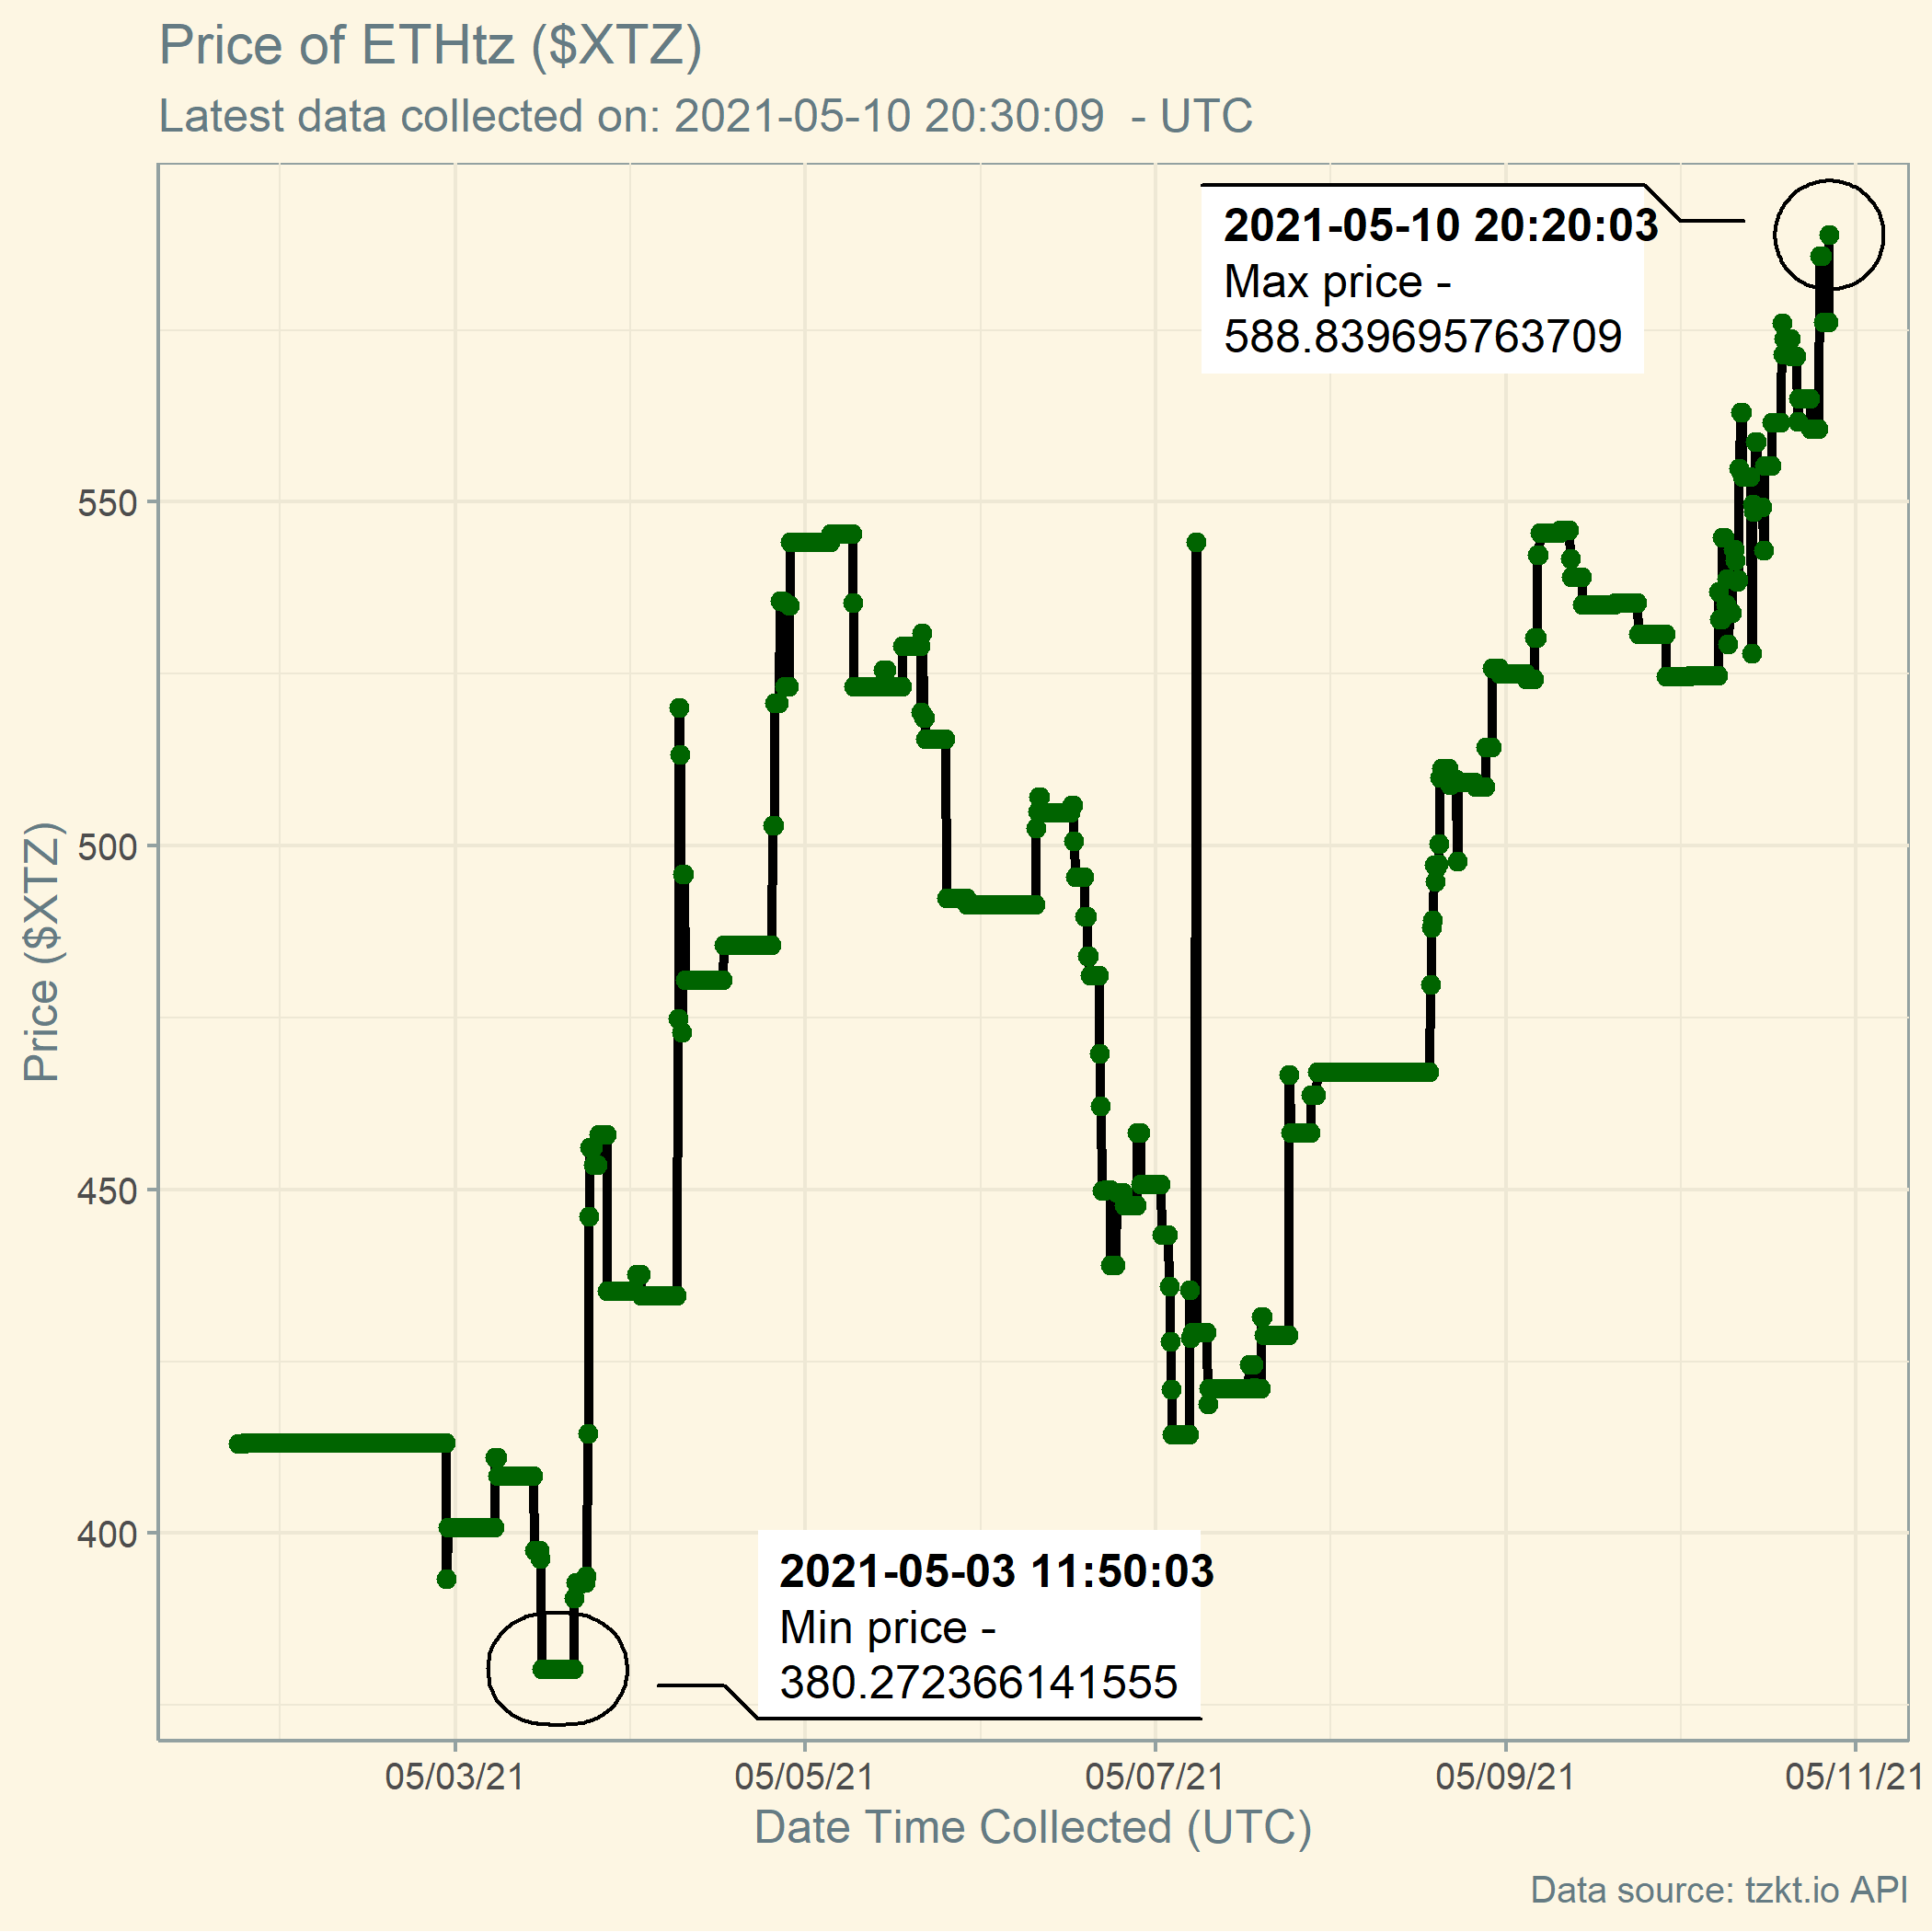 Price of ETHtz ($XTZ)
Latest data collected on: 2021-05-10 20:30:09  - UTC
2021-05-10 20:20:03
Max price -
588.839695763709
550
500
450
400
Price ($XTZ)
2021-05-03 11:50:03
Min price -
380.272366141555
05/03/21
05/05/21
05/07/21
05/09/21
05/11/21
Date Time Collected (UTC)
Data source: tzkt.io API